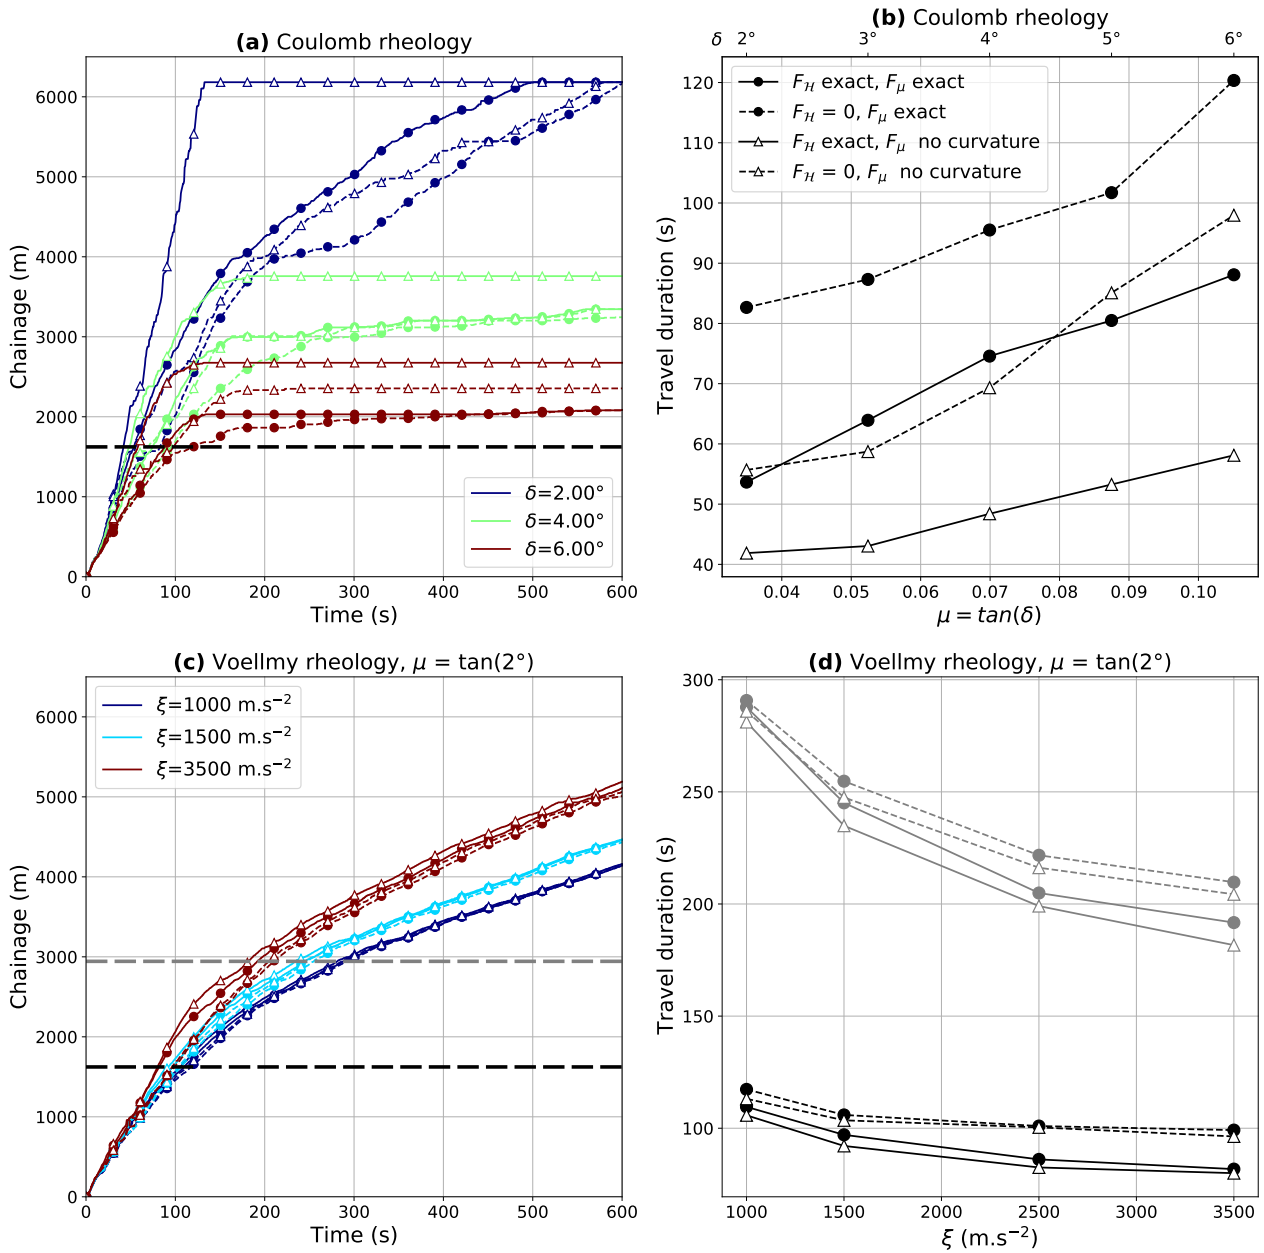 (a) Coulomb rheology
Chainage (m)
6000
5000
4000
3000
2000
1000
0
0 100 200 300 400 500 600
Time (s)
δ=2.00°
δ=4.00°
δ=6.00°
(b) Coulomb rheology
δ 2° 3° 4° 5° 6°
Travel duration (s)
120
110
100
90
80
70
60
50
40
F_ℋ exact, F_μ exact
F_ℋ = 0, F_μ exact
F_ℋ exact, F_μ no curvature
F_ℋ = 0, F_μ no curvature
0.04 0.05 0.06 0.07 0.08 0.09 0.10
μ = tan(δ)
(c) Voellmy rheology, μ = tan(2°)
Chainage (m)
6000
5000
4000
3000
2000
1000
0
ξ=1000 m.s⁻²
ξ=1500 m.s⁻²
ξ=3500 m.s⁻²
0 100 200 300 400 500 600
Time (s)
(d) Voellmy rheology, μ = tan(2°)
Travel duration (s)
300
250
200
150
100
1000 1500 2000 2500 3000 3500
ξ (m.s⁻²)